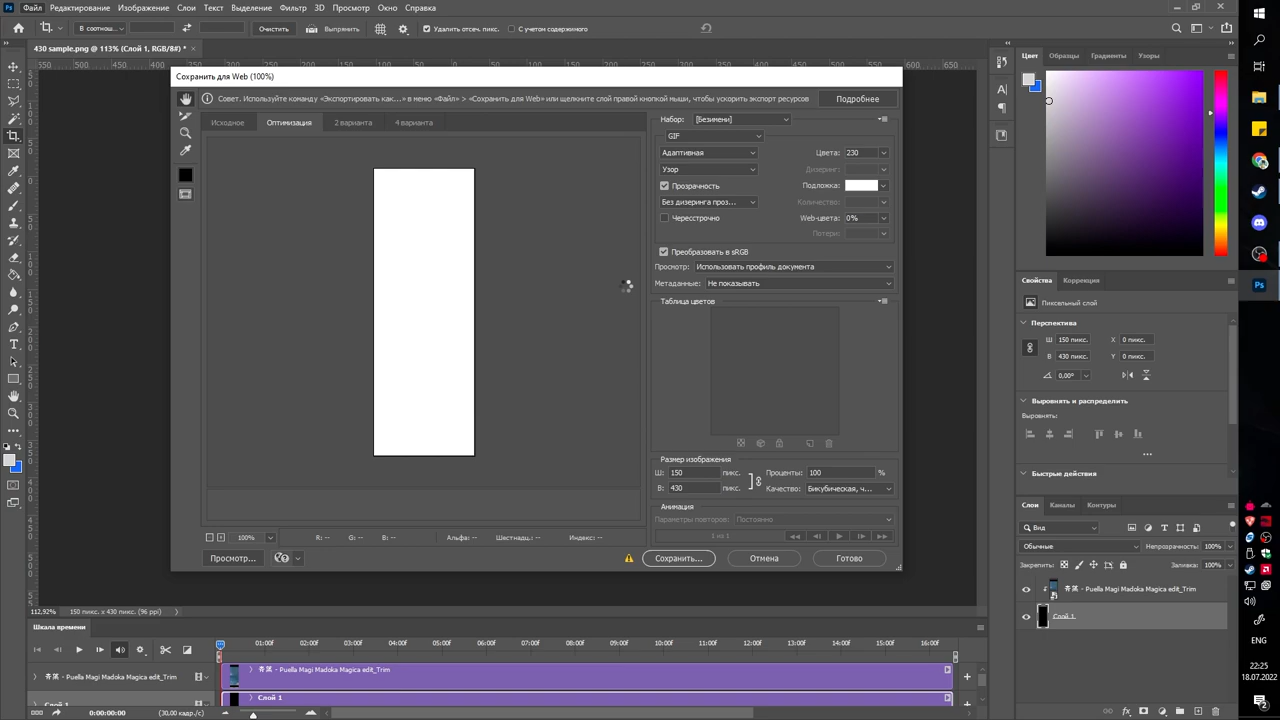 Файл Редактирование Изображение Слои Текст Выделение Фильтр 3D Просмотр Окно Справка
В соотнош... Очистить Выпрямить Удалить отсеч. пикс. С учетом содержимого
430 sample.png @ 113% (Слой 1, RGB/8#) *
Сохранить для Web (100%)
Совет. Используйте команду «Экспортировать как...» в меню «Файл» > «Сохранить для Web» или щелкните слой правой кнопкой мыши, чтобы ускорить экспорт ресурсов
Подробнее
Исходное Оптимизация 2 варианта 4 варианта
Набор: [Безимени]
GIF
Адаптивная Цвета: 230
Узор Дизеринг:
Прозрачность Подложка:
Без дизеринга проз... Количество:
Чересстрочно Web-цвета: 0%
Потери:
Преобразовать в sRGB
Просмотр: Использовать профиль документа
Метаданные: Не показывать
Таблица цветов
Размер изображения
Ш: 150 пикс. Проценты: 100 %
В: 430 пикс. Качество: Бикубическая, ч...
Анимация
Параметры повторов: Постоянно
1 из 1
100% R: -- G: -- B: -- Альфа: -- Шестнадц.: -- Индекс: --
Просмотр... Сохранить... Отмена Готово
112,92% 150 пикс. x 430 пикс. (96 ppi)
Шкала времени
01:00f 02:00f 03:00f 04:00f 05:00f 06:00f 07:00f 08:00f 09:00f 10:00f 11:00f 12:00f 13:00f 14:00f 15:00f 16:00f
- Puella Magi Madoka Magica edit_Trim
- Puella Magi Madoka Magica edit_Trim
Слой 1
Слой 1
0:00:00:00 (30,00 кадр./с)
Цвет Образцы Градиенты Узоры
Свойства Коррекция
Пиксельный слой
Перспектива
Ш 150 пикс. X 0 пикс.
В 430 пикс. Y 0 пикс.
0,00°
Выровнять и распределить
Выровнять:
Быстрые действия
Слои Каналы Контуры
Вид
Обычные Непрозрачность: 100%
Закрепить: Заливка: 100%
- Puella Magi Madoka Magica edit_Trim
Слой 1
ENG
22:25
18.07.2022